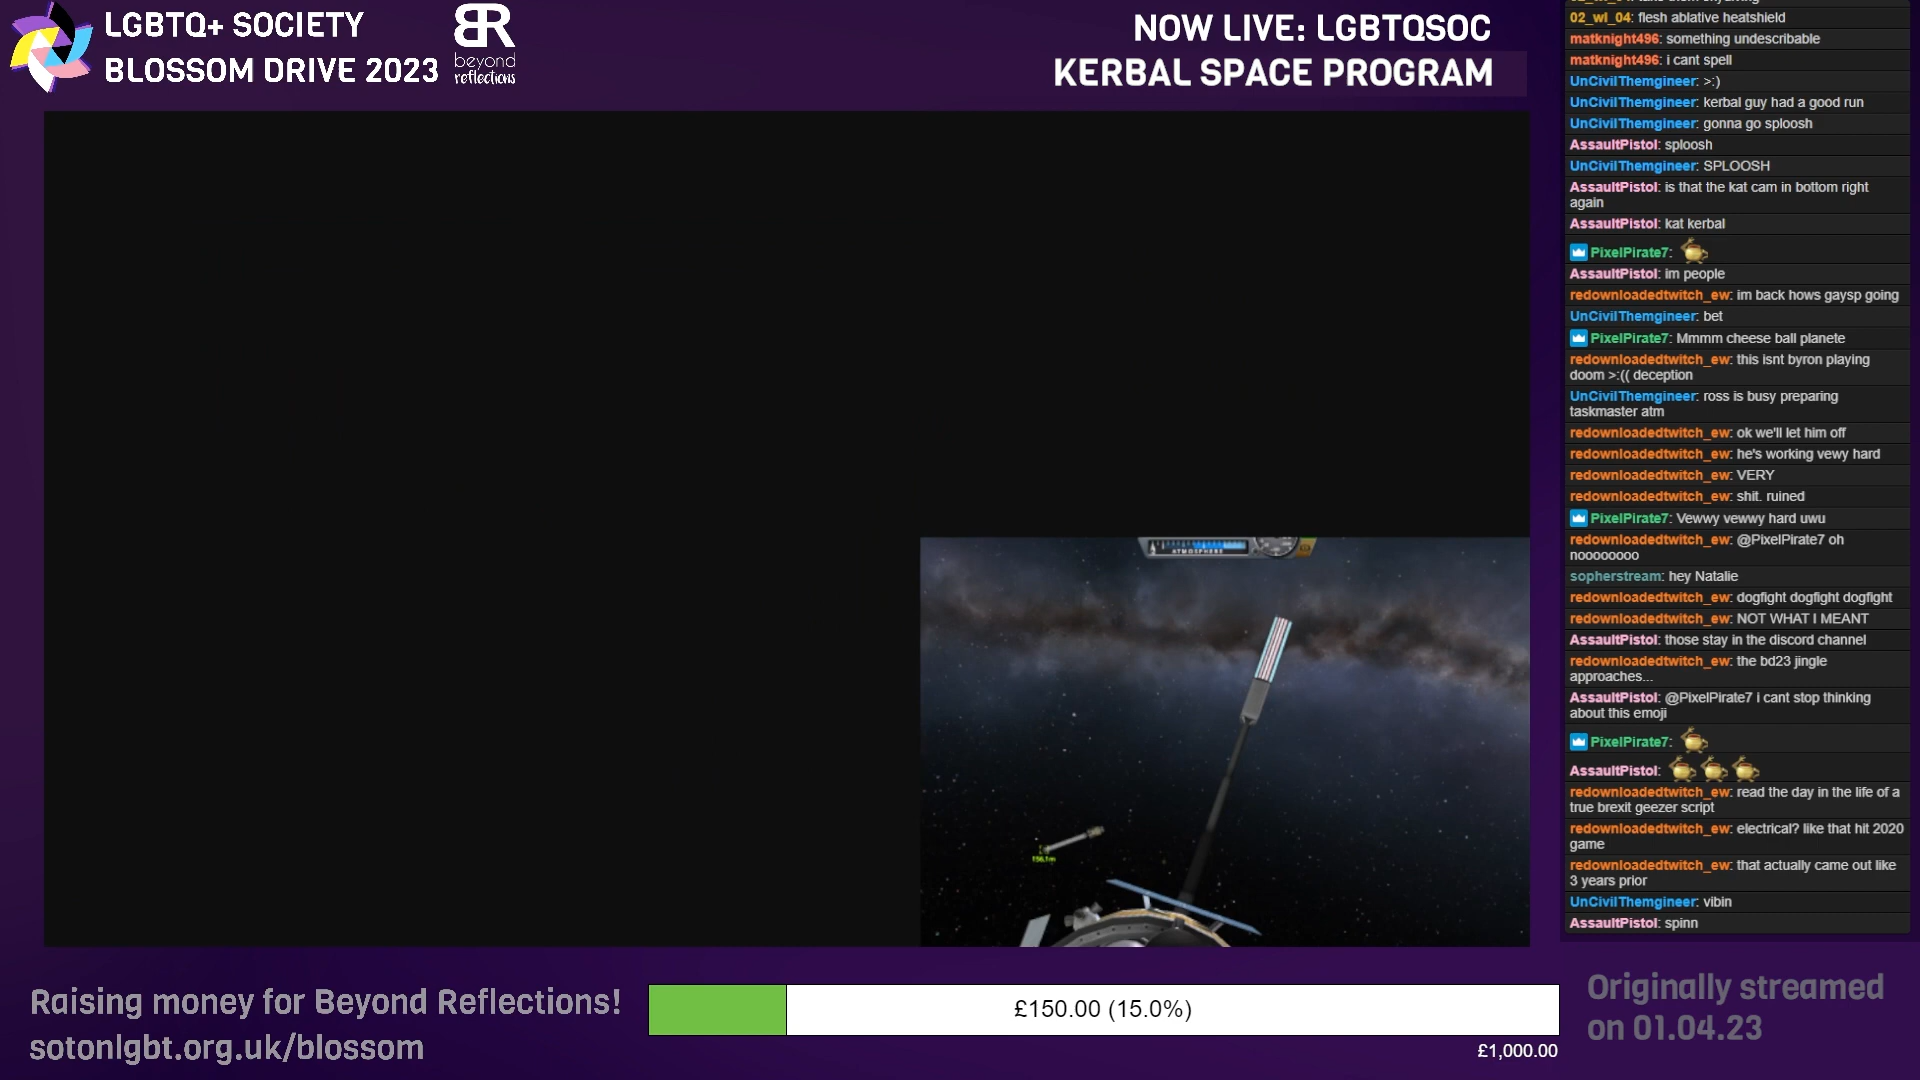 LGBTQ+ SOCIETY
BLOSSOM DRIVE 2023
BR
beyond
reflections
NOW LIVE: LGBTQSOC
KERBAL SPACE PROGRAM
02_wl_04: flesh ablative heatshield
matknight496: something undescribable
matknight496: i cant spell
UnCivilThemgineer: >:)
UnCivilThemgineer: kerbal guy had a good run
UnCivilThemgineer: gonna go sploosh
AssaultPistol: sploosh
UnCivilThemgineer: SPLOOSH
AssaultPistol: is that the kat cam in bottom right
again
AssaultPistol: kat kerbal
PixelPirate7:
AssaultPistol: im people
redownloadedtwitch_ew: im back hows gaysp going
UnCivilThemgineer: bet
PixelPirate7: Mmmm cheese ball planete
redownloadedtwitch_ew: this isnt byron playing
doom >:(( deception
UnCivilThemgineer: ross is busy preparing
taskmaster atm
redownloadedtwitch_ew: ok we'll let him off
redownloadedtwitch_ew: he's working vewy hard
redownloadedtwitch_ew: VERY
redownloadedtwitch_ew: shit. ruined
PixelPirate7: Vewwy vewwy hard uwu
redownloadedtwitch_ew: @PixelPirate7 oh
noooooooo
sopherstream: hey Natalie
redownloadedtwitch_ew: dogfight dogfight dogfight
redownloadedtwitch_ew: NOT WHAT I MEANT
AssaultPistol: those stay in the discord channel
redownloadedtwitch_ew: the bd23 jingle
approaches...
AssaultPistol: @PixelPirate7 i cant stop thinking
about this emoji
PixelPirate7:
AssaultPistol:
redownloadedtwitch_ew: read the day in the life of a
true brexit geezer script
redownloadedtwitch_ew: electrical? like that hit 2020
game
redownloadedtwitch_ew: that actually came out like
3 years prior
UnCivilThemgineer: vibin
AssaultPistol: spinn
ATMOSPHERE
Raising money for Beyond Reflections!
sotonlgbt.org.uk/blossom
£150.00 (15.0%)
£1,000.00
Originally streamed
on 01.04.23